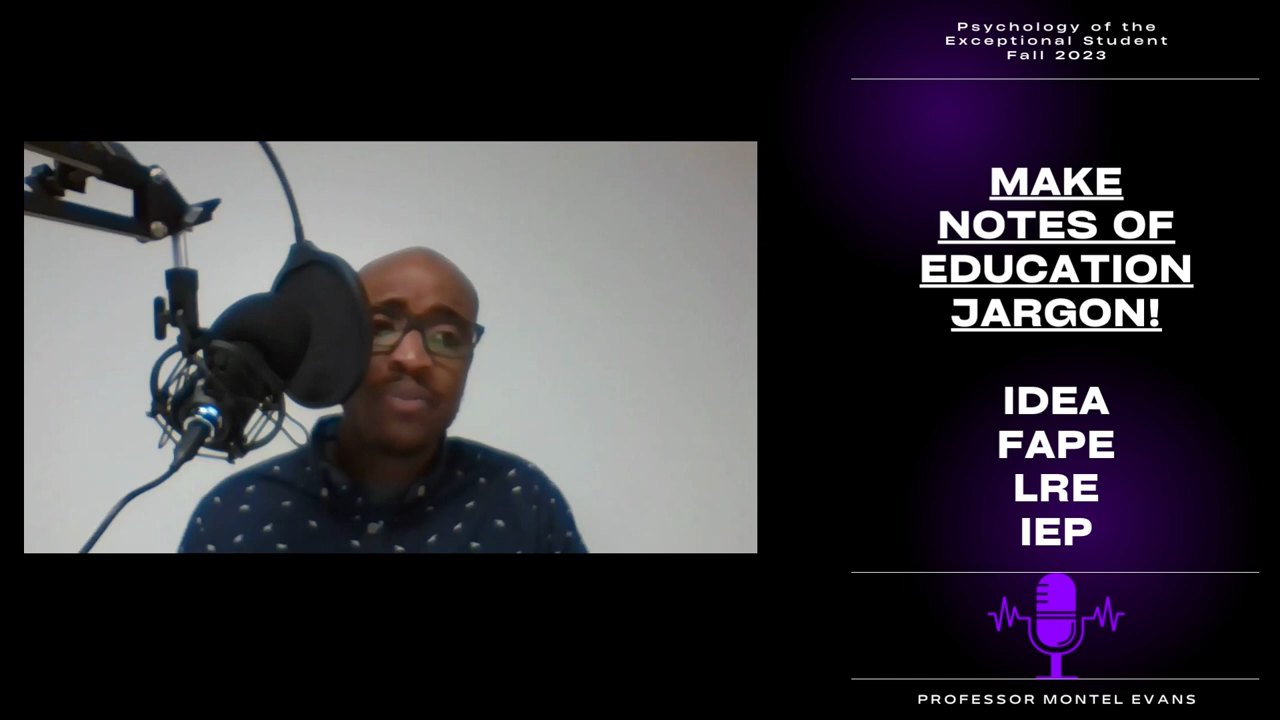 Psychology of the
Exceptional Student
Fall 2023
MAKE
NOTES OF
EDUCATION
JARGON!
IDEA
FAPE
LRE
IEP
PROFESSOR MONTEL EVANS